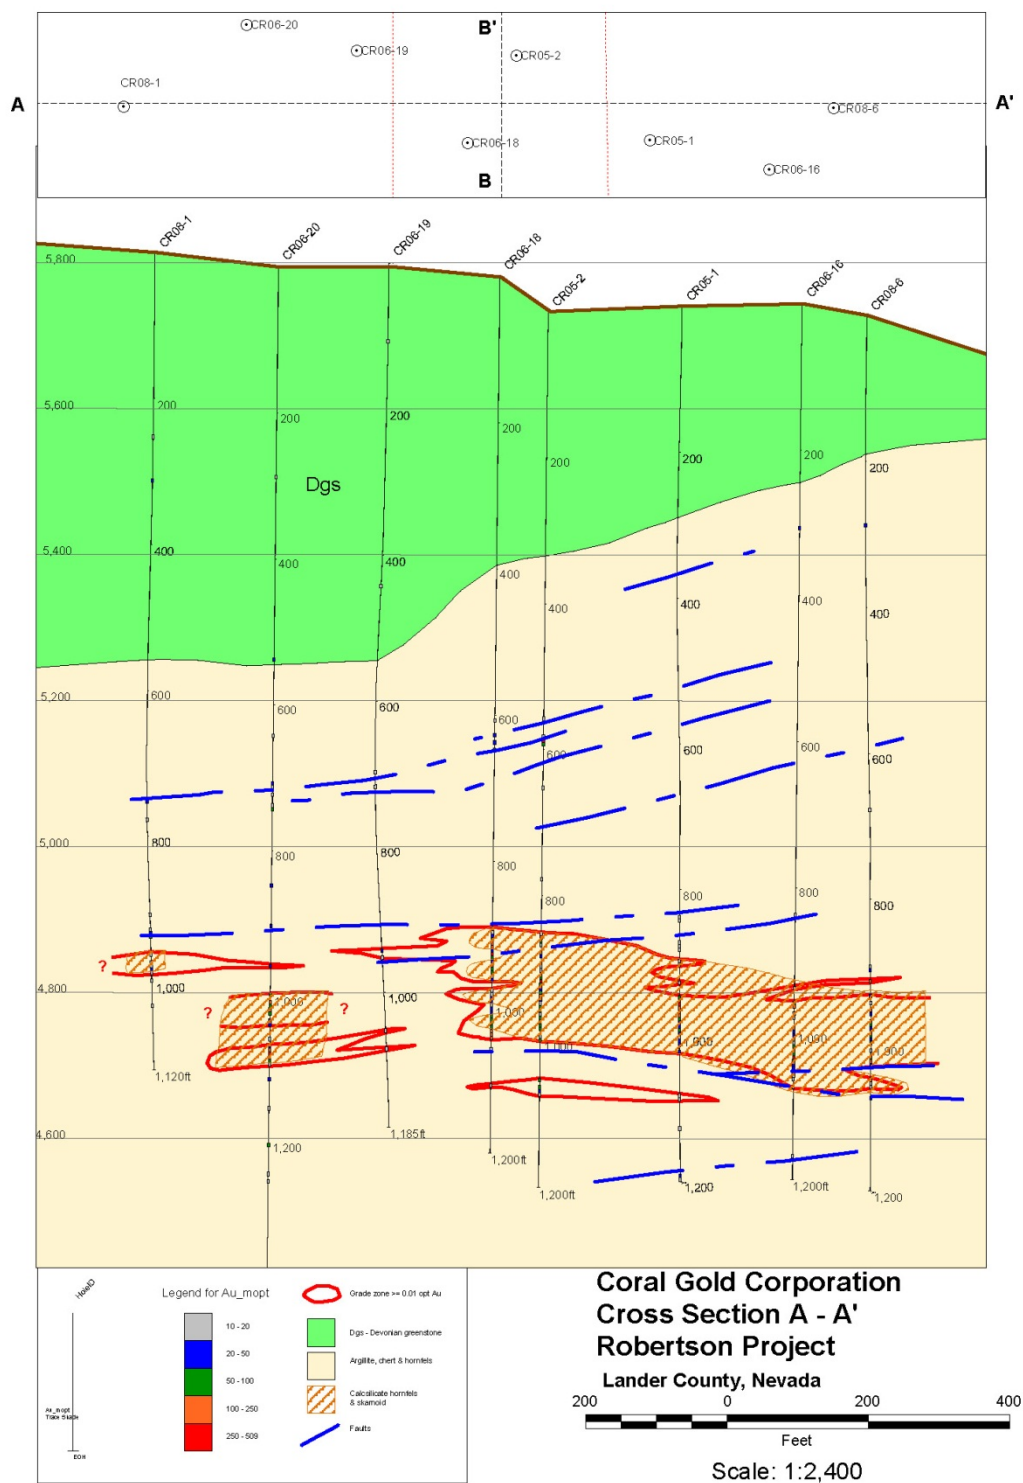 CR06-20
B'
CR06-19
CR05-2
CR08-1
A
A'
CR08-6
CR06-18
CR05-1
B
CR06-16
CR08-1
CR06-20
CR06-19
CR06-18
CR05-2
CR05-1
CR06-16
CR08-6
5,800
5,600
200
200
200
200
200
200
200
200
Dgs
5,400
400
400
400
400
400
400
400
400
5,200
600
600
600
600
600
600
600
600
5,000
800
800
800
800
800
800
800
800
4,800
?
1,000
?
1,000
?
1,000
1,000
1,000
1,000
1,000
1,000
1,120ft
1,185ft
4,600
1,200
1,200ft
1,200ft
1,200
1,200ft
1,200
HoleID
Au_mopt
Trace Shade
EOH
Legend for Au_mopt
10 - 20
20 - 50
50 - 100
100 - 250
250 - 509
Grade zone >= 0.01 opt Au
Dgs - Devonian greenstone
Argillite, chert & hornfels
Calcsilicate hornfels
& skarnoid
Faults
Coral Gold Corporation
Cross Section A - A'
Robertson Project
Lander County, Nevada
200 100 0 200 400
Feet
Scale: 1:2,400